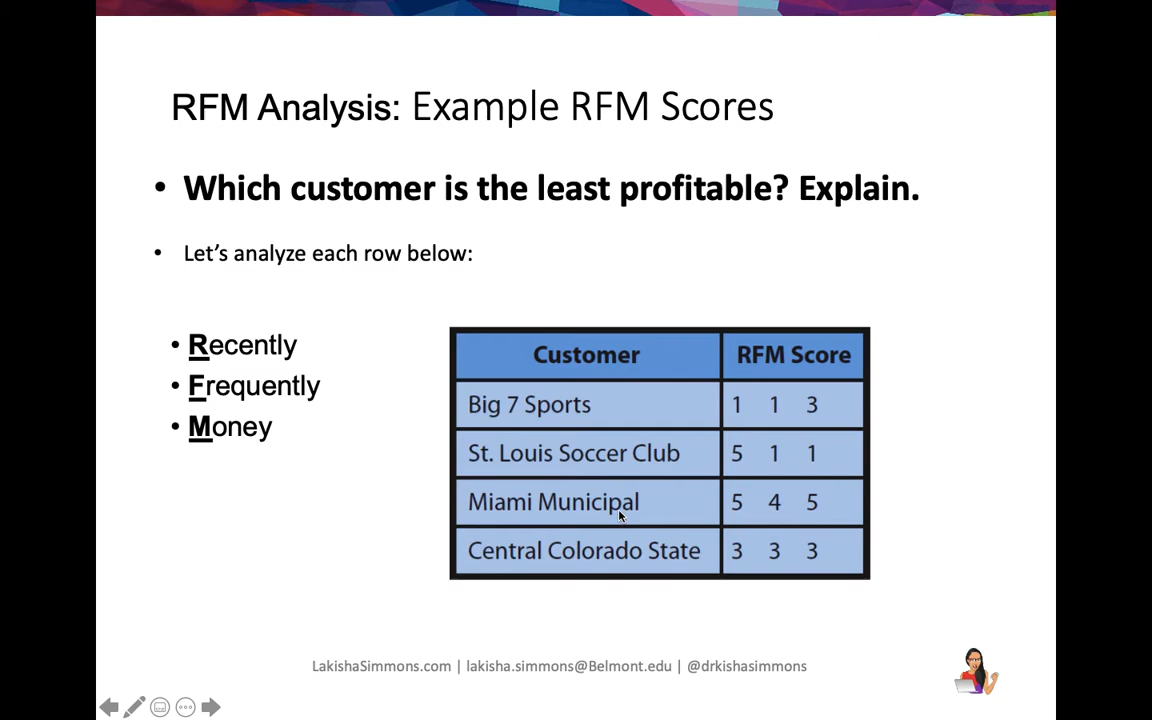 RFM Analysis: Example RFM Scores
• Which customer is the least profitable? Explain.
• Let’s analyze each row below:
• Recently
• Frequently
• Money
Customer RFM Score
Big 7 Sports 1 1 3
St. Louis Soccer Club 5 1 1
Miami Municipal 5 4 5
Central Colorado State 3 3 3
LakishaSimmons.com | lakisha.simmons@Belmont.edu | @drkishasimmons